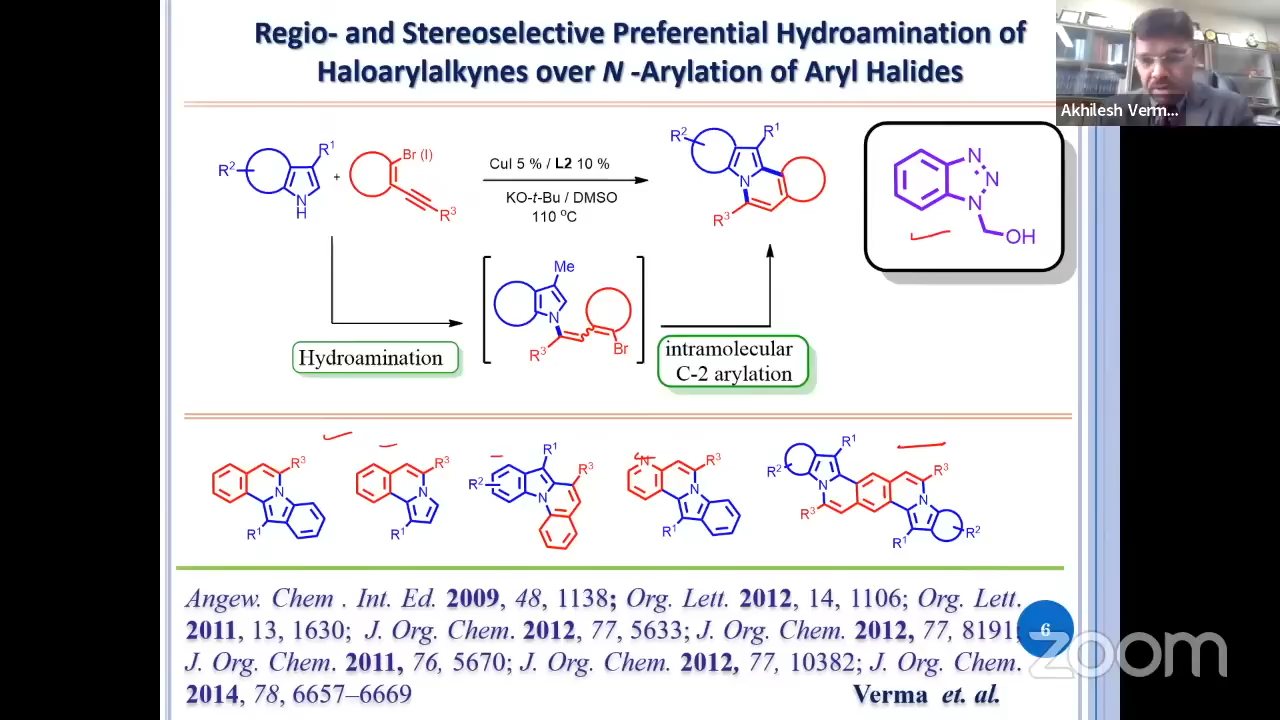 Regio- and Stereoselective Preferential Hydroamination of
Haloarylalkynes over N -Arylation of Aryl Halides
Akhilesh Verm...
R²
R¹
N
H
+
Br (I)
R³
CuI 5 % / L2 10 %
KO-t-Bu / DMSO
110 °C
R²
R¹
N
R³
N
N
N
OH
Me
N
R³
Br
Hydroamination
intramolecular
C-2 arylation
R³
N
R¹
R³
N
R¹
R¹
R²
R³
N
N
R³
N
R¹
R²
R¹
N
R³
R³
N
R¹
R²
Angew. Chem . Int. Ed. 2009, 48, 1138; Org. Lett. 2012, 14, 1106; Org. Lett.
2011, 13, 1630; J. Org. Chem. 2012, 77, 5633; J. Org. Chem. 2012, 77, 8191;
J. Org. Chem. 2011, 76, 5670; J. Org. Chem. 2012, 77, 10382; J. Org. Chem.
2014, 78, 6657–6669
Verma et. al.
6
zoom